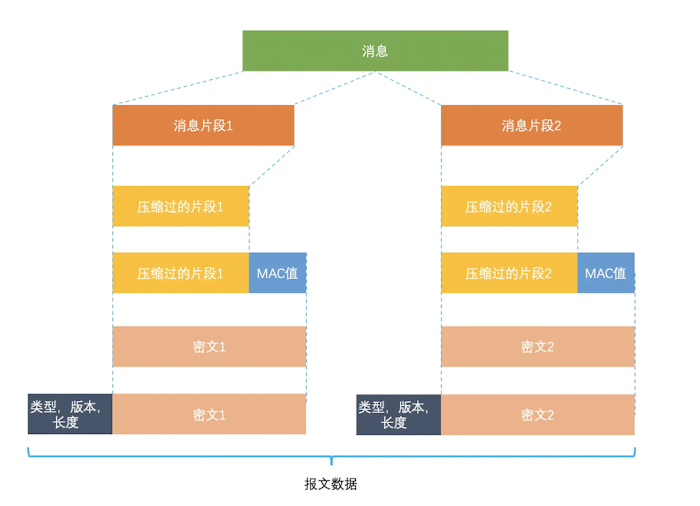 消息
消息片段1
消息片段2
压缩过的片段1
压缩过的片段2
压缩过的片段1
MAC值
压缩过的片段2
MAC值
密文1
密文2
类型，版本，
长度
密文1
类型，版本，
长度
密文2
报文数据